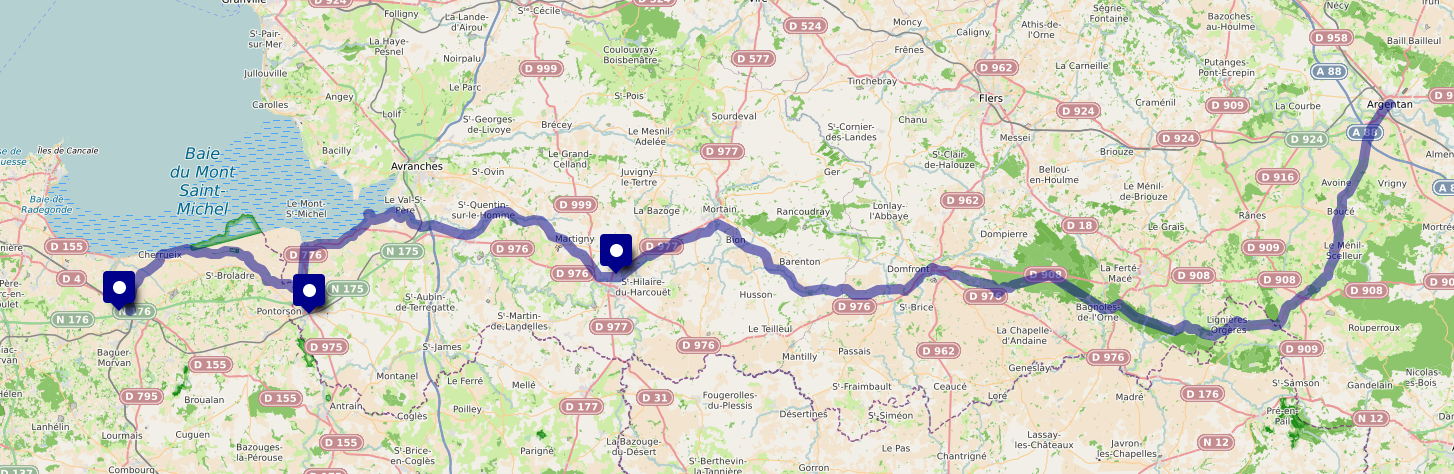 Granville
D 924
Folligny
La-Lande-
d'Airou
St-Cécile
D 924
Vire
D 524
Moncy
Caligny
Athis-de-
l'Orne
Ségrie-
Fontaine
Bazoches-
au-Houlme
Nécy
Trun
D 958
Baill Bailleul
St-Pair-
sur-Mer
La Haye-
Pesnel
Noirpalu
Coulouvray-
Boisbenâtre
D 577
Frênes
D 962
La Carneille
Putanges-
Pont-Écrepin
A 88
Jullouville
D 999
Tinchebray
Le Parc
Angey
St-Pois
Flers
Craménil
D 909
La Courbe
Argentan
Carolles
Lolif
St-Georges-
de-Livoye
Brécey
Sourdeval
Chanu
D 924
A 88
St-Cornier-
des-Landes
Le Mesnil-
Adelée
Messei
D 924
D 924
Îles de Cancale
Baie
du Mont
Saint-
Michel
Bacilly
Avranches
Le Grand-
Celland
D 977
St-Clair-
de-Halouze
Briouze
St-Ovin
Juvigny-
le-Tertre
Ger
Bellou-
en-Houlme
D 916
Avoine
Vrigny
Baie-de-
Radegonde
Le-Mont-
St-Michel
Le Val-St-
Père
St-Quentin-
sur-le-Homme
D 999
La Bazoge
Mortain
Rancoudray
Lonlay-
l'Abbaye
D 962
Le Ménil-
de-Briouze
Rânes
Boucé
D 18
Le Grais
Dompierre
D 155
Cherrueix
D 776
N 175
D 976
Martigny
D 977
Bion
D 909
Le Ménil-
Scelleur
D 4
St-Broladre
D 976
Barenton
Domfront
D 908
La Ferté-
Macé
D 908
D 908
D 908
N 176
N 176
Pontorson
N 175
St-Aubin-
de-Terregatte
St-Hilaire-
du-Harcouët
Husson
D 976
St-Brice
D 976
Bagnoles-
de-l'Orne
Lignières-
Orgères
Rouperroux
Baguer-
Morvan
D 975
St-James
St-Martin-
de-Landelles
D 977
D 976
Le Teilleul
Mantilly
Passais
D 962
La Chapelle-
d'Andaine
D 976
D 909
D 155
Montanel
Le Ferré
Mellé
St-Fraimbault
Ceaucé
Geneslay
St-Samson
Gandelain
D 795
Broualan
D 155
Antrain
Coglès
Poilley
D 177
D 31
Fougerolles-
du-Plessis
Désertines
St-Siméon
Loré
Madré
D 176
Pré-en-
Pail
N 12
Lanhélin
Lourmais
Cuguen
Bazouges-
la-Pérouse
D 155
St-Brice-
en-Coglès
Parigné
La-Bazouge-
du-Désert
Le Pas
Lassay-
les-Châteaux
Javron-
les-Chapelles
N 12
Combourg
St-Berthevin-
la-Tannière
Gorron